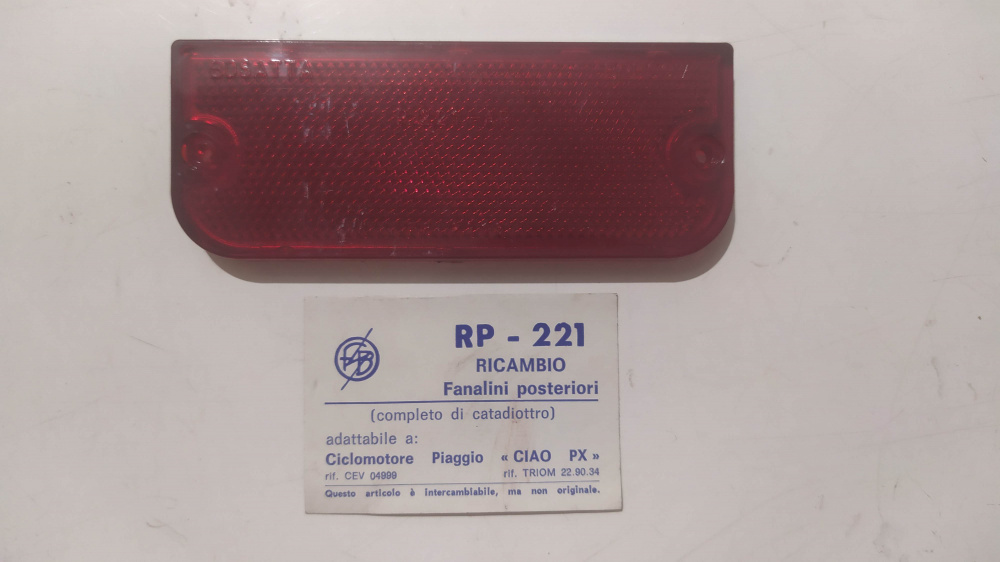 RP - 221
RICAMBIO
Fanalini posteriori
(completo di catadiottro)
adattabile a:
Ciclomotore Piaggio « CIAO PX »
rif. CEV 04999 rif. TRIOM 22.90.34
Questo articolo è intercambiabile, ma non originale.